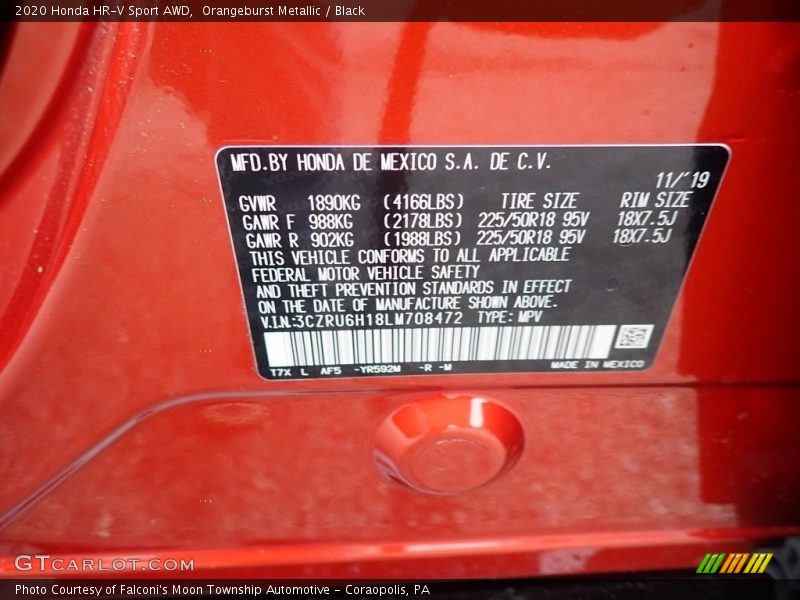 2020 Honda HR-V Sport AWD, Orangeburst Metallic / Black
MFD.BY HONDA DE MEXICO S.A. DE C.V.
11/'19
GVWR 1890KG (4166LBS) TIRE SIZE RIM SIZE
GAWR F 988KG (2178LBS) 225/50R18 95V 18X7.5J
GAWR R 902KG (1988LBS) 225/50R18 95V 18X7.5J
THIS VEHICLE CONFORMS TO ALL APPLICABLE
FEDERAL MOTOR VEHICLE SAFETY
AND THEFT PREVENTION STANDARDS IN EFFECT
ON THE DATE OF MANUFACTURE SHOWN ABOVE.
V.I.N:3CZRU6H18LM708472 TYPE: MPV
T7X L AF5 -YR592M -R -M MADE IN MEXICO
GTCARLOT.COM
Photo Courtesy of Falconi's Moon Township Automotive - Coraopolis, PA